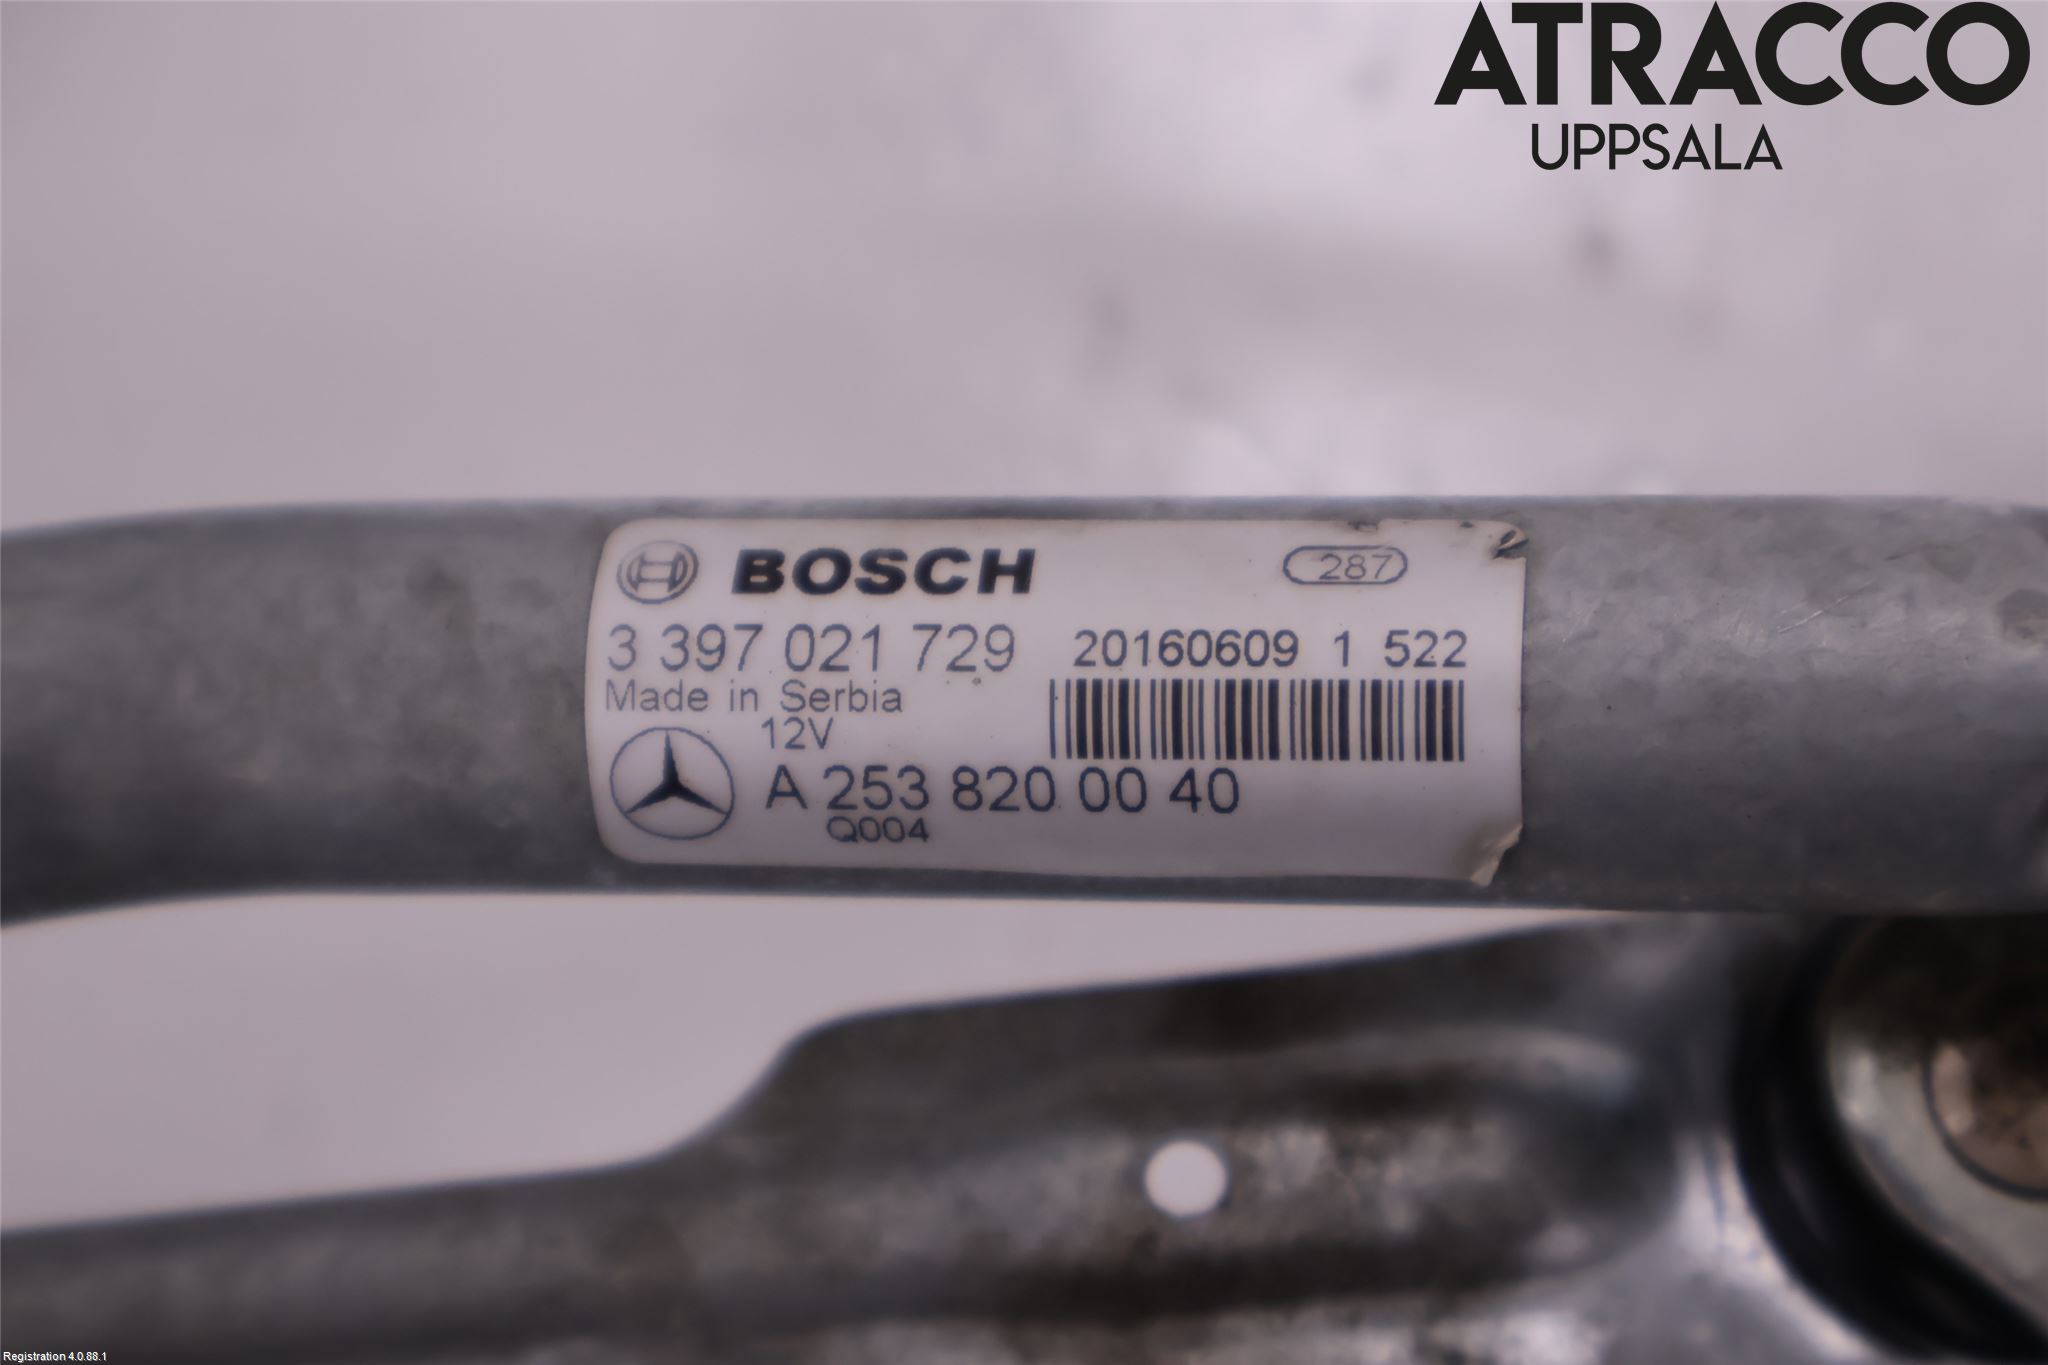 ATRACCO
UPPSALA
BOSCH 287
3 397 021 729 20160609 1 522
Made in Serbia
12V
A 253 820 00 40
Q004
Registration 4.0.88.1